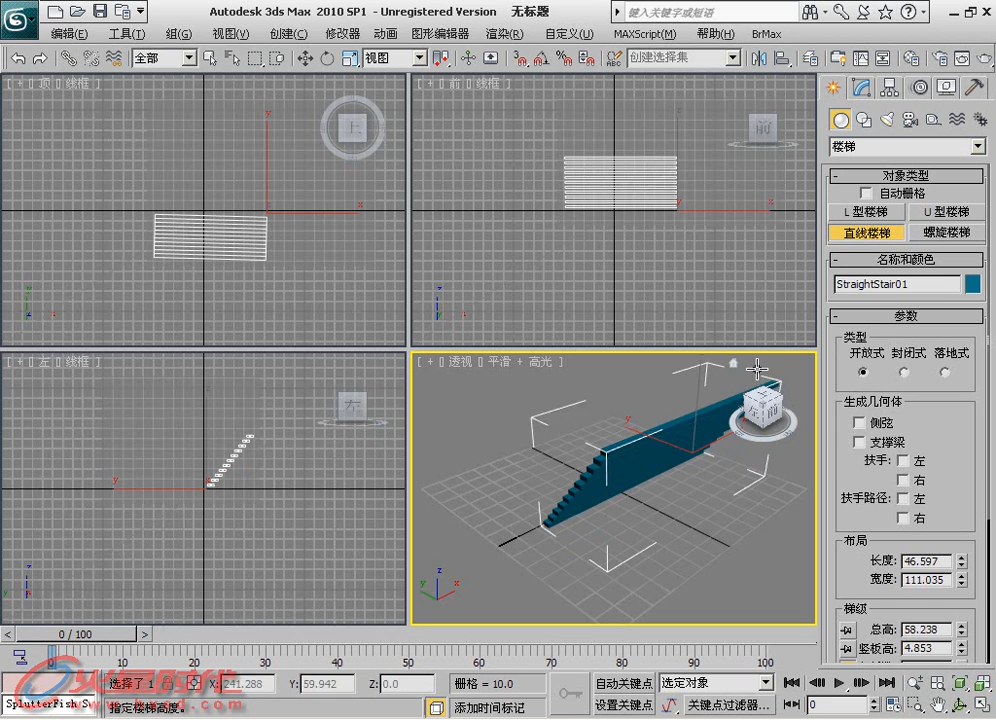 Autodesk 3ds Max 2010 SP1 - Unregistered Version 无标题
键入关键字或短语
编辑(E) 工具(T) 组(G) 视图(V) 创建(C) 修改器 动画 图形编辑器 渲染(R) 自定义(U) MAXScript(M) 帮助(H) BrMax
全部 视图 创建选择集
[ + [] 顶 [] 线框 ]
上
y
x
[ + [] 前 [] 线框 ]
前
x
[ + [] 左 [] 线框 ]
左
y
[ + [] 透视 [] 平滑 + 高光 ]
上
左 前
y
z
y x
楼梯
- 对象类型
自动栅格
L 型楼梯 U 型楼梯
直线楼梯 螺旋楼梯
- 名称和颜色
StraightStair01
- 参数
类型
开放式 封闭式 落地式
生成几何体
侧弦
支撑梁
扶手: 左
右
扶手路径: 左
右
布局
长度: 46.597
宽度: 111.035
梯级
总高: 58.238
竖板高: 4.853
< 0 / 100 >
0 10 20 30 40 50 60 70 80 90 100
选择了 1 X: 241.288 Y: 59.942 Z: 0.0 栅格 = 10.0 自动关键点 选定对象
SplutterFish S 指定楼梯高度。 添加时间标记 设置关键点 关键点过滤器... 0